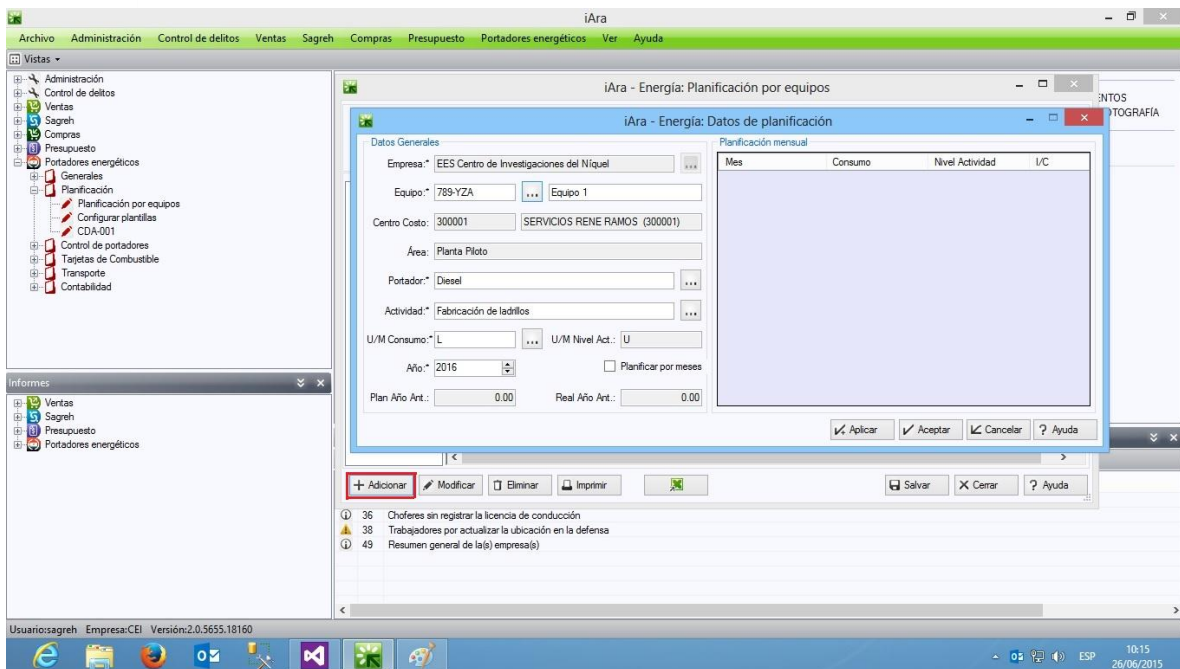 iAra
Archivo Administración Control de delitos Ventas Sagreh Compras Presupuesto Portadores energéticos Ver Ayuda
Vistas
Administración
Control de delitos
Ventas
Sagreh
Compras
Presupuesto
Portadores energéticos
Generales
Planificación
Planificación por equipos
Configurar plantillas
CDA-001
Control de portadores
Tarjetas de Combustible
Transporte
Contabilidad
Informes
Ventas
Sagreh
Presupuesto
Portadores energéticos
iAra - Energía: Planificación por equipos
ENTOS
OTOGRAFÍA
iAra - Energía: Datos de planificación
Datos Generales
Empresa:* EES Centro de Investigaciones del Níquel ...
Equipo:* 789-YZA ... Equipo 1
Centro Costo: 300001 SERVICIOS RENE RAMOS (300001)
Área: Planta Piloto
Portador:* Diesel ...
Actividad:* Fabricación de ladrillos ...
U/M Consumo:* L ... U/M Nivel Act.: U
Año:* 2016 Planificar por meses
Plan Año Ant.: 0.00 Real Año Ant.: 0.00
Planificación mensual
Mes Consumo Nivel Actividad I/C
Aplicar Aceptar Cancelar ? Ayuda
+ Adicionar Modificar Eliminar Imprimir Salvar Cerrar ? Ayuda
36 Choferes sin registrar la licencia de conducción
38 Trabajadores por actualizar la ubicación en la defensa
49 Resumen general de la(s) empresa(s)
Usuario:sagreh Empresa:CEI Versión:2.0.5655.18160
ESP
10:15
26/06/2015